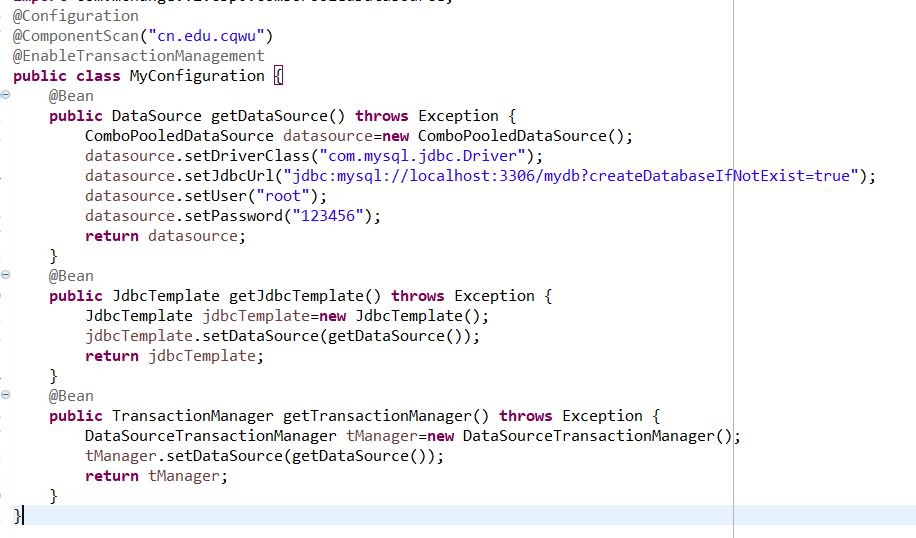 @Configuration
@ComponentScan("cn.edu.cqwu")
@EnableTransactionManagement
public class MyConfiguration {
    @Bean
    public DataSource getDataSource() throws Exception {
        ComboPooledDataSource datasource=new ComboPooledDataSource();
        datasource.setDriverClass("com.mysql.jdbc.Driver");
        datasource.setJdbcUrl("jdbc:mysql://localhost:3306/mydb?createDatabaseIfNotExist=true");
        datasource.setUser("root");
        datasource.setPassword("123456");
        return datasource;
    }
    @Bean
    public JdbcTemplate getJdbcTemplate() throws Exception {
        JdbcTemplate jdbcTemplate=new JdbcTemplate();
        jdbcTemplate.setDataSource(getDataSource());
        return jdbcTemplate;
    }
    @Bean
    public TransactionManager getTransactionManager() throws Exception {
        DataSourceTransactionManager tManager=new DataSourceTransactionManager();
        tManager.setDataSource(getDataSource());
        return tManager;
    }
}